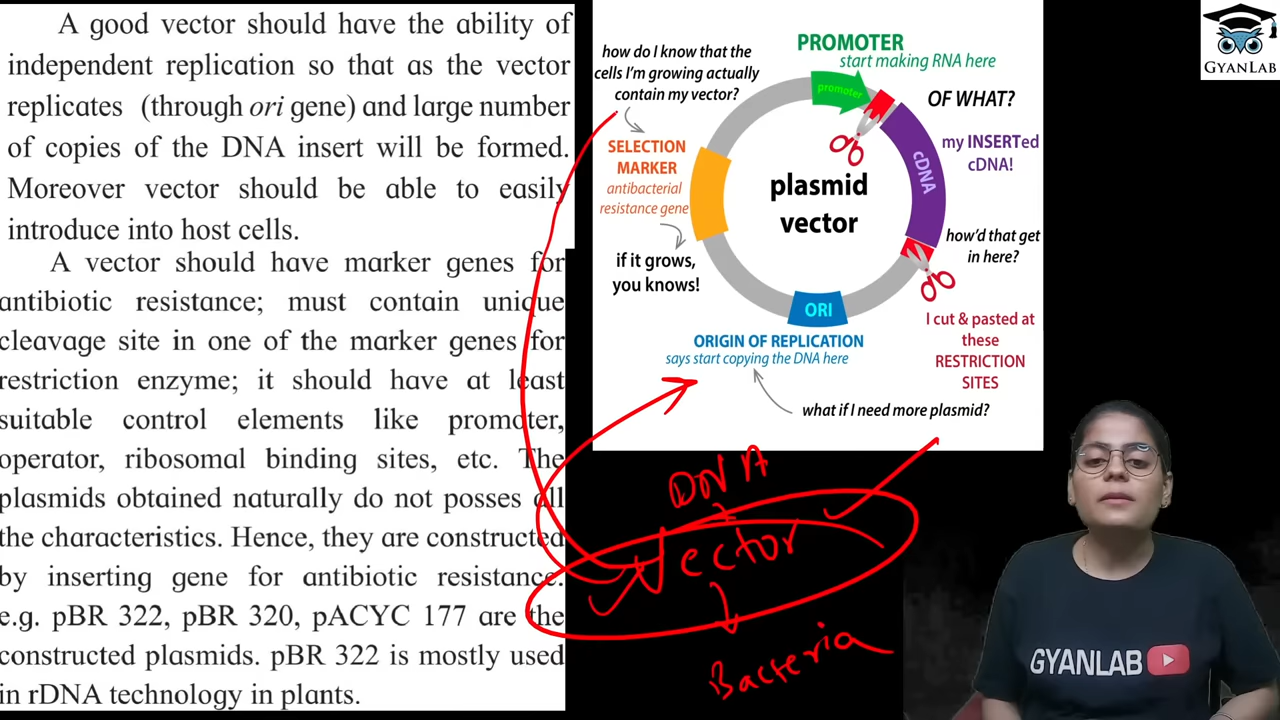 A good vector should have the ability of
independent replication so that as the vector
replicates (through ori gene) and large number
of copies of the DNA insert will be formed.
Moreover vector should be able to easily
introduce into host cells.
A vector should have marker genes for
antibiotic resistance; must contain unique
cleavage site in one of the marker genes for
restriction enzyme; it should have at least
suitable control elements like promoter,
operator, ribosomal binding sites, etc. The
plasmids obtained naturally do not posses all
the characteristics. Hence, they are constructed
by inserting gene for antibiotic resistance.
e.g. pBR 322, pBR 320, pACYC 177 are the
constructed plasmids. pBR 322 is mostly used
in rDNA technology in plants.
how do I know that the
cells I'm growing actually
contain my vector?
SELECTION
MARKER
antibacterial
resistance gene
if it grows,
you knows!
PROMOTER
start making RNA here
promoter
OF WHAT?
my INSERTed
cDNA!
cDNA
plasmid
vector
how'd that get
in here?
I cut & pasted at
these
RESTRICTION
SITES
ORI
ORIGIN OF REPLICATION
says start copying the DNA here
what if I need more plasmid?
DNA
Vector
Bacteria
GYANLAB
GYANLAB